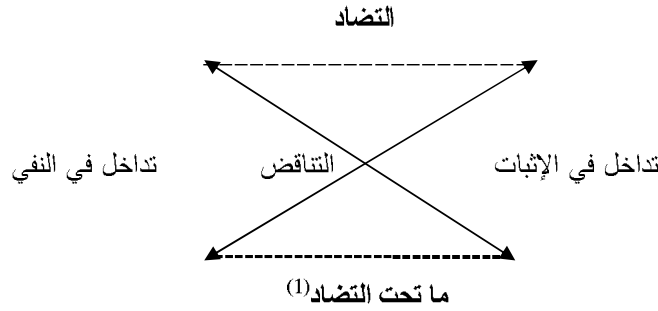 التضاد
تداخل في الإثبات
التناقض
تداخل في النفي
ما تحت التضاد(1)